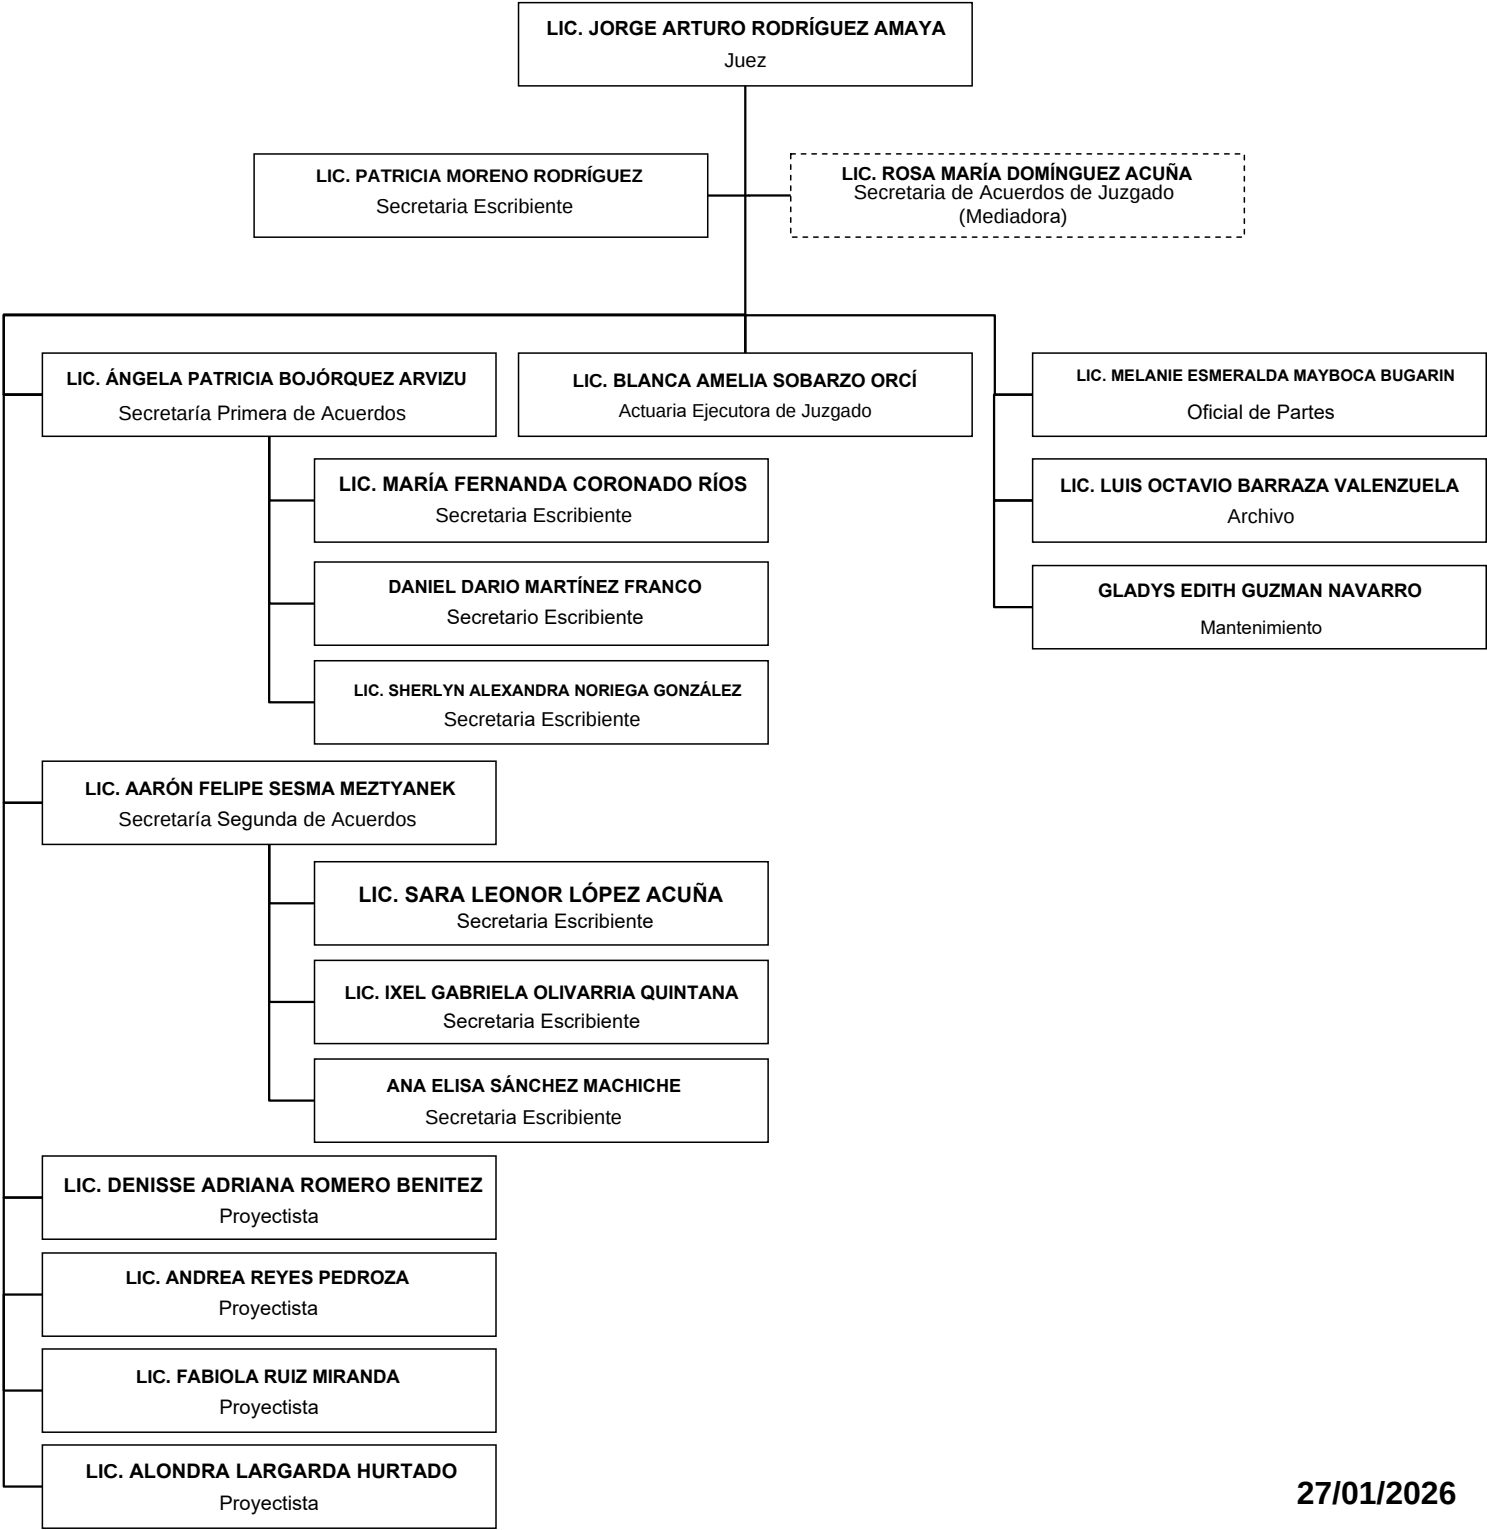 LIC. JORGE ARTURO RODRÍGUEZ AMAYA
Juez
LIC. PATRICIA MORENO RODRÍGUEZ
Secretaria Escribiente
LIC. ROSA MARÍA DOMÍNGUEZ ACUÑA
Secretaria de Acuerdos de Juzgado
(Mediadora)
LIC. ÁNGELA PATRICIA BOJÓRQUEZ ARVIZU
Secretaría Primera de Acuerdos
LIC. BLANCA AMELIA SOBARZO ORCÍ
Actuaria Ejecutora de Juzgado
LIC. MELANIE ESMERALDA MAYBOCA BUGARIN
Oficial de Partes
LIC. MARÍA FERNANDA CORONADO RÍOS
Secretaria Escribiente
LIC. LUIS OCTAVIO BARRAZA VALENZUELA
Archivo
DANIEL DARIO MARTÍNEZ FRANCO
Secretario Escribiente
GLADYS EDITH GUZMAN NAVARRO
Mantenimiento
LIC. SHERLYN ALEXANDRA NORIEGA GONZÁLEZ
Secretaria Escribiente
LIC. AARÓN FELIPE SESMA MEZTYANEK
Secretaría Segunda de Acuerdos
LIC. SARA LEONOR LÓPEZ ACUÑA
Secretaria Escribiente
LIC. IXEL GABRIELA OLIVARRIA QUINTANA
Secretaria Escribiente
ANA ELISA SÁNCHEZ MACHICHE
Secretaria Escribiente
LIC. DENISSE ADRIANA ROMERO BENITEZ
Proyectista
LIC. ANDREA REYES PEDROZA
Proyectista
LIC. FABIOLA RUIZ MIRANDA
Proyectista
LIC. ALONDRA LARGARDA HURTADO
Proyectista
27/01/2026